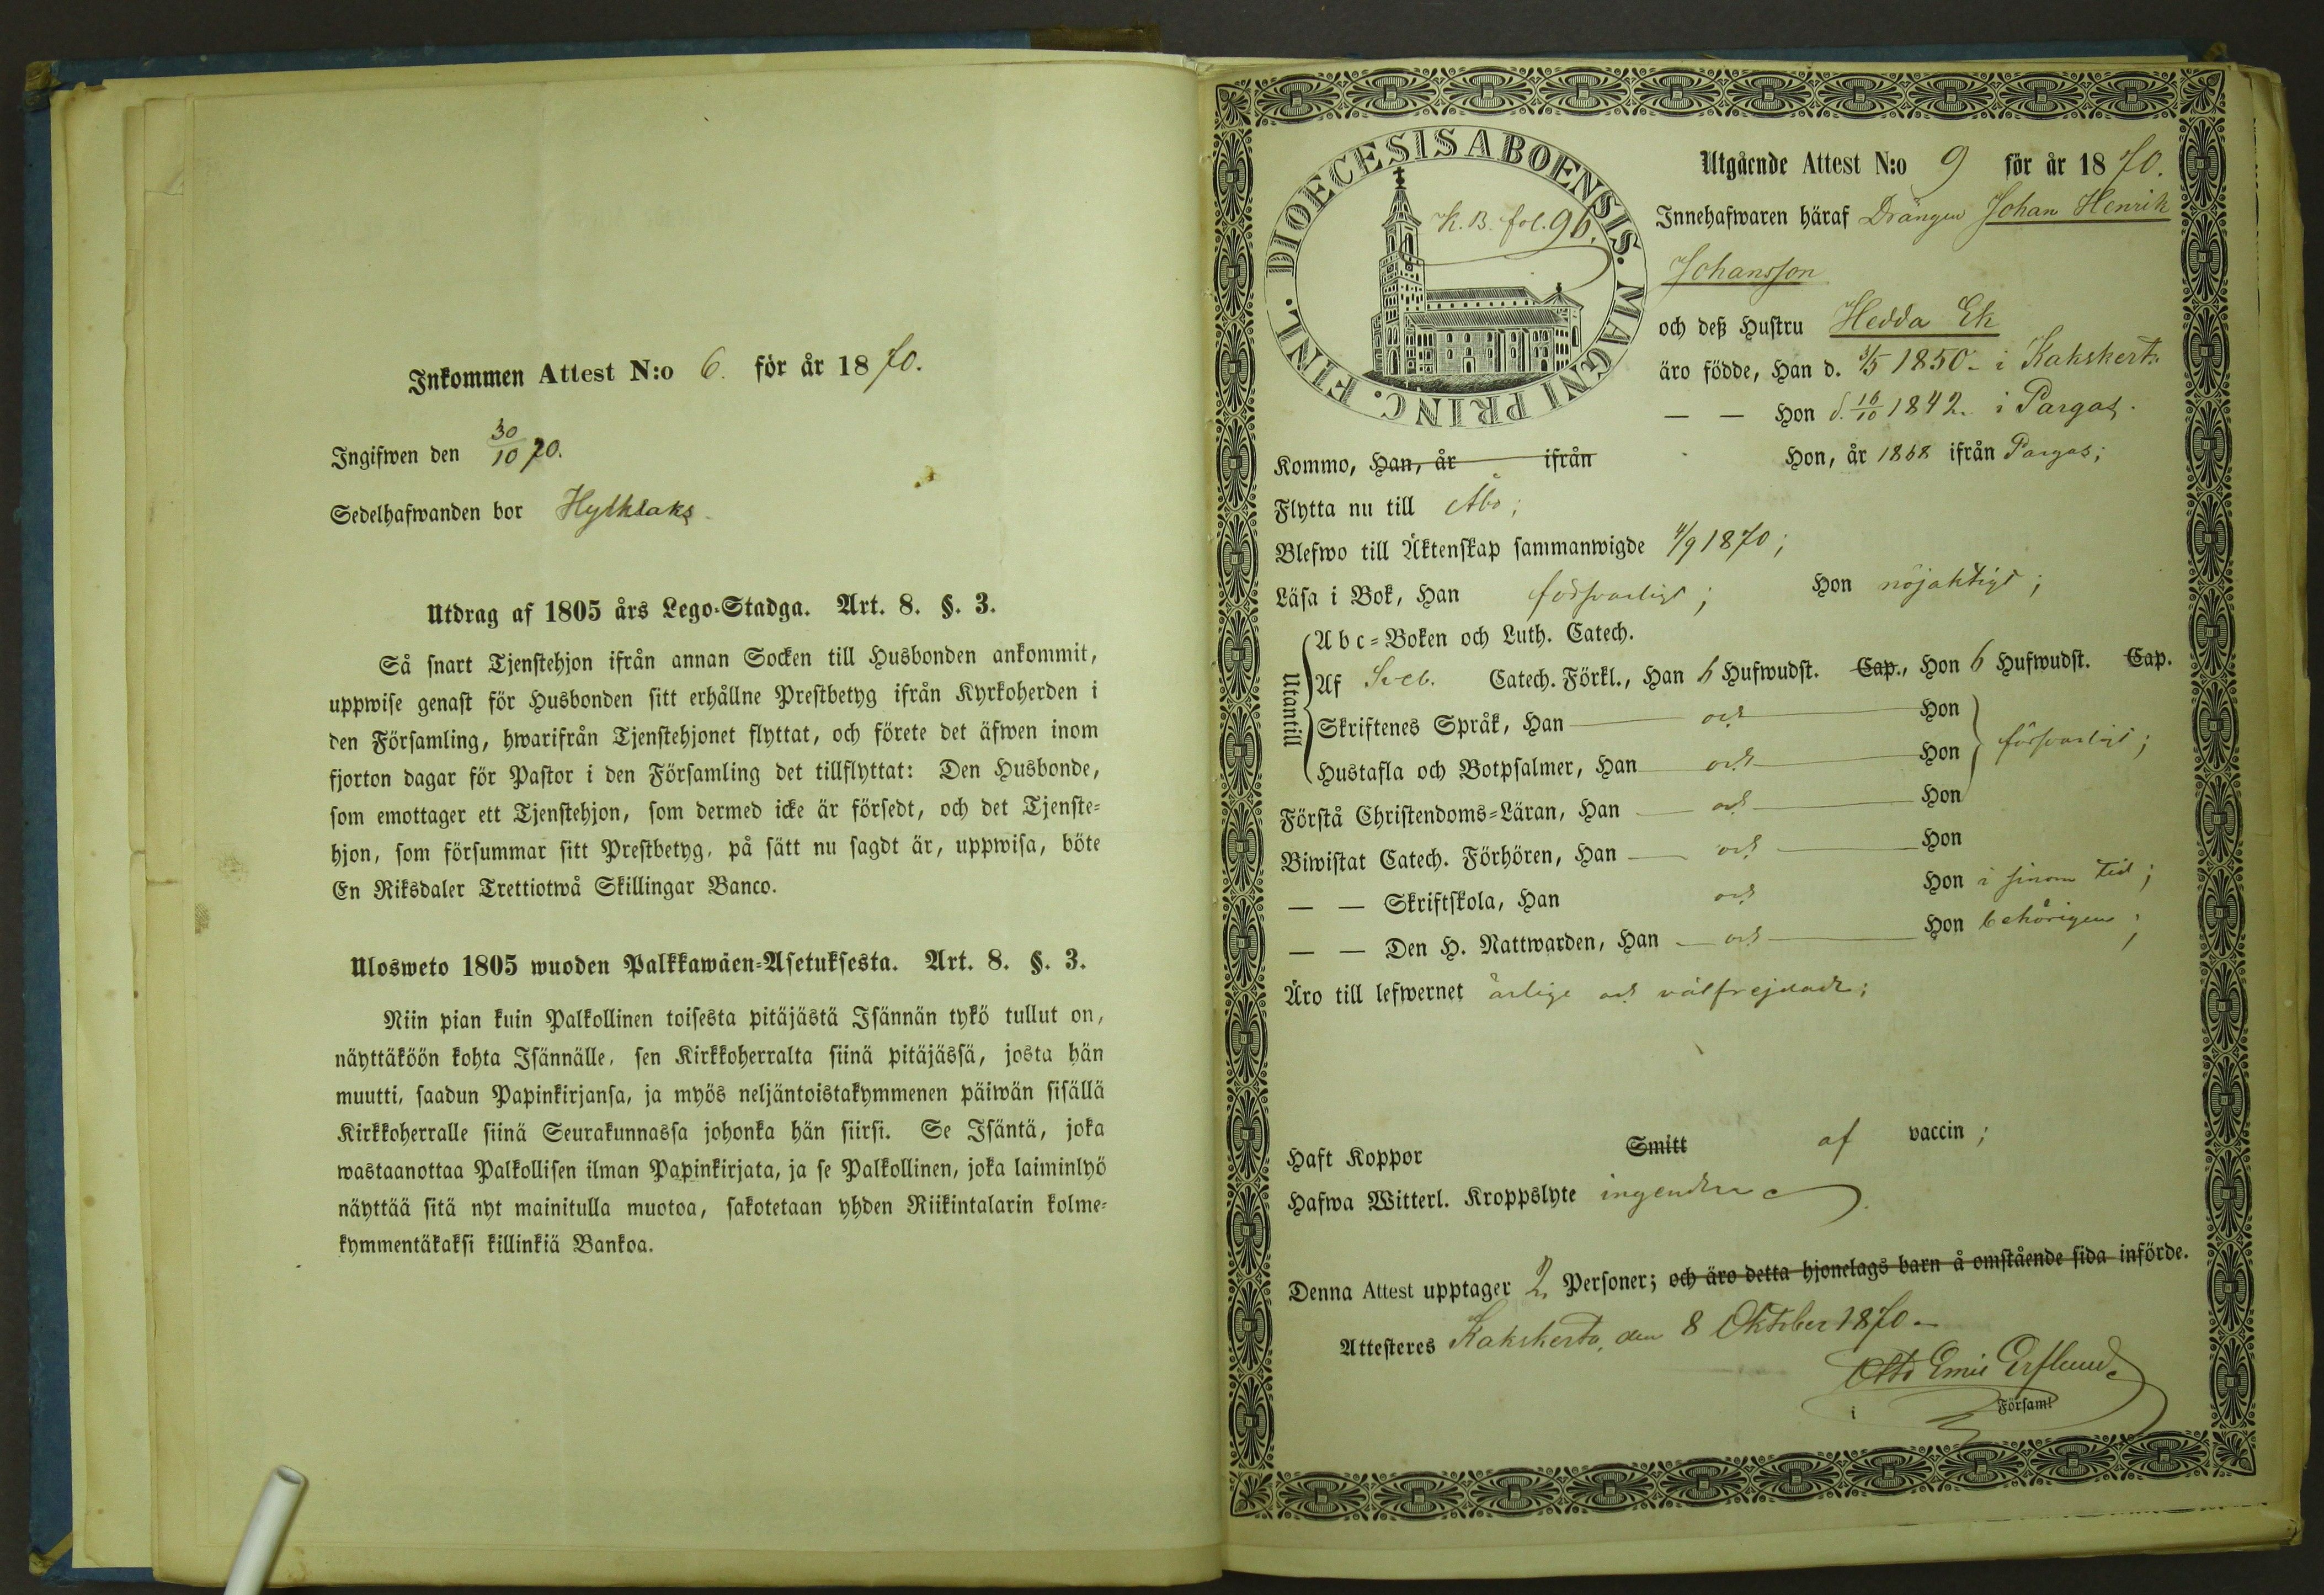 Inkommen Attest N:o 6. för år 1870.
Ingifwen den 30/10 70.
Sedelhafwanden bor
Utdrag af 1805 års Lego-Stadga. Art. 8. §. 3.
Så snart Tjenstehjon ifrån annan Socken till Husbonden ankommit,
uppwise genast för Husbonden sitt erhållne Prestbetyg ifrån Kyrkoherden i
den Församling, hwarifrån Tjenstehjonet flyttat, och förete det äfwen inom
fjorton dagar för Pastor i den Församling det tillflyttat: Den Husbonde,
som emottager ett Tjenstehjon, som dermed icke är försedt, och det Tjenste-
hjon, som försummar sitt Prestbetyg, på sätt nu sagdt är, uppwisa, böte
En Riksdaler Trettiotwå Skillingar Banco.
Ulosweto 1805 wuoden Palkkawäen-Asetuksesta. Art. 8. §. 3.
Niin pian kuin Palkollinen toisesta pitäjästä Isännän tykö tullut on,
näyttäköön kohta Isännälle, sen Kirkkoherralta siinä pitäjässä, josta hän
muutti, saadun Papinkirjansa, ja myös neljäntoistakymmenen päiwän sisällä
Kirkkoherralle siinä Seurakunnassa johonka hän siirsi. Se Isäntä, joka
wastaanottaa Palkollisen ilman Papinkirjata, ja se Palkollinen, joka laiminlyö
näyttää sitä nyt mainitulla muotoa, sakotetaan yhden Riikintalarin kolme-
kymmentäkaksi killinkiä Bankoa.
DIOECESIS ABOENSIS. MAGNI PRINC. FINL.
K.B. fol. 96.
Utgående Attest N:o 9 för år 1870.
Innehafwaren häraf Drängen Johan Henrik
Johansson
och deß Hustru Hedda Ek
äro födde, Han d. 3/5 1850 i Kakskerta
— — Hon d. 16/10 1842. i Pargas.
Kommo, Han, år ifrån Hon, år 1868 ifrån Pargas;
Flytta nu till Åbo;
Blefwo till Äktenskap sammanwigde 4/9 1870;
Läsa i Bok, Han försvarligt; Hon nöjaktigt;
Utantill
Abc-Boken och Luth. Catech.
Af Sveb. Catech. Förkl., Han 6 Hufwudst. Cap., Hon 6 Hufwudst. Cap.
Skriftenes Språk, Han och Hon
Hustafla och Botpsalmer, Han och Hon försvarligt;
Förstå Christendoms-Läran, Han och Hon
Biwistat Catech. Förhören, Han och Hon
— — Skriftskola, Han och Hon i sinom tid;
— — Den H. Nattwarden, Han och Hon behörigen;
Äro till lefwernet ärlige och välfrejdade;
Haft Koppor Smitt af vaccin;
Hafwa Witterl. Kroppslyte ingendera
Denna Attest upptager 2 Personer; och äro detta hjonelags barn å omstående sida införde.
Attesteres Kakskerta, den 8 Oktober 1870
Otto Emil
i Församl